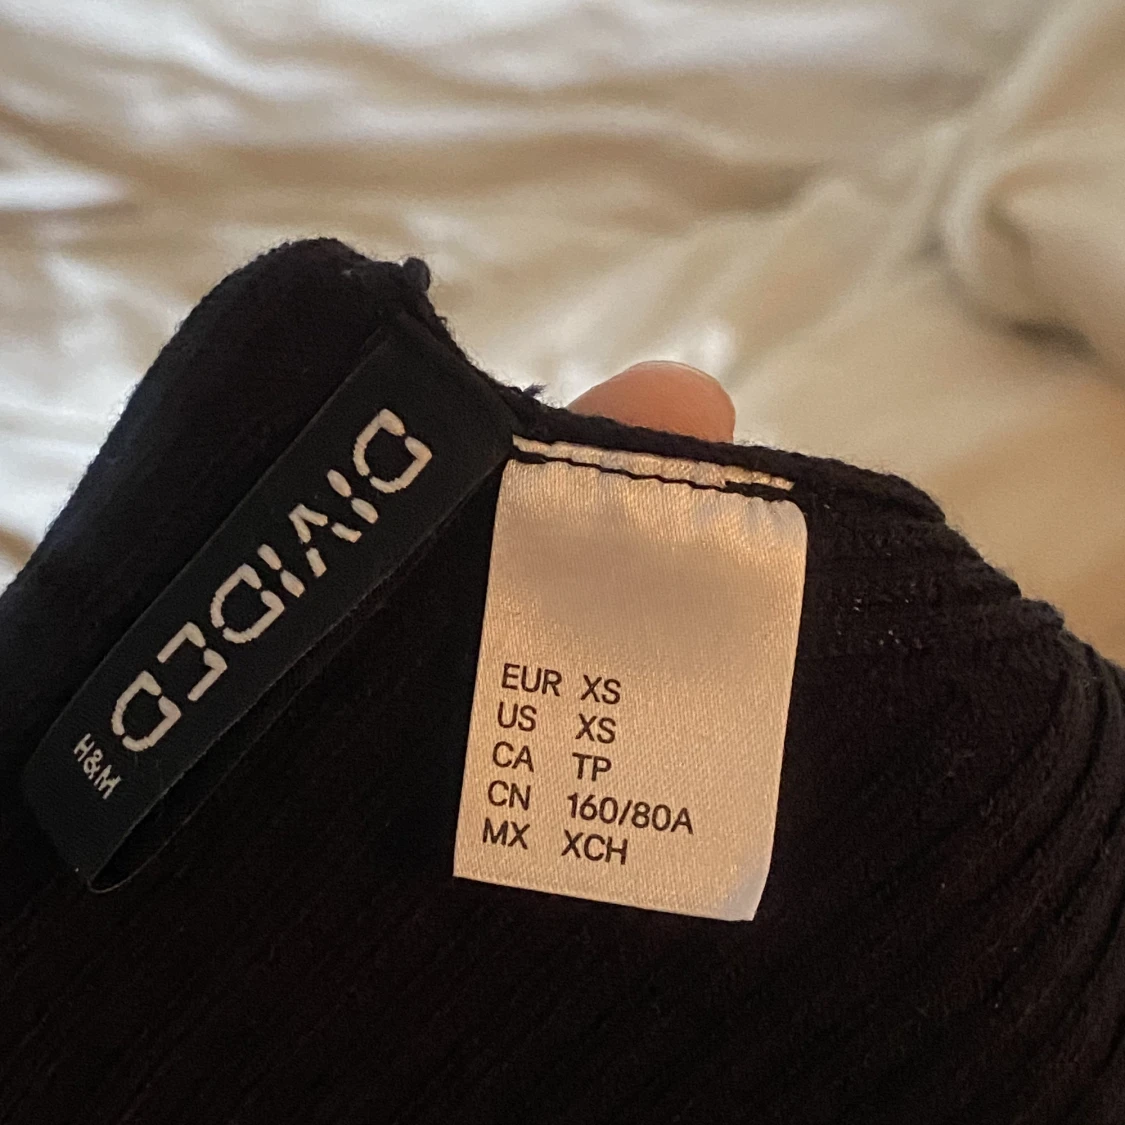 DIVIDED
H&M
EUR XS
US XS
CA TP
CN 160/80A
MX XCH